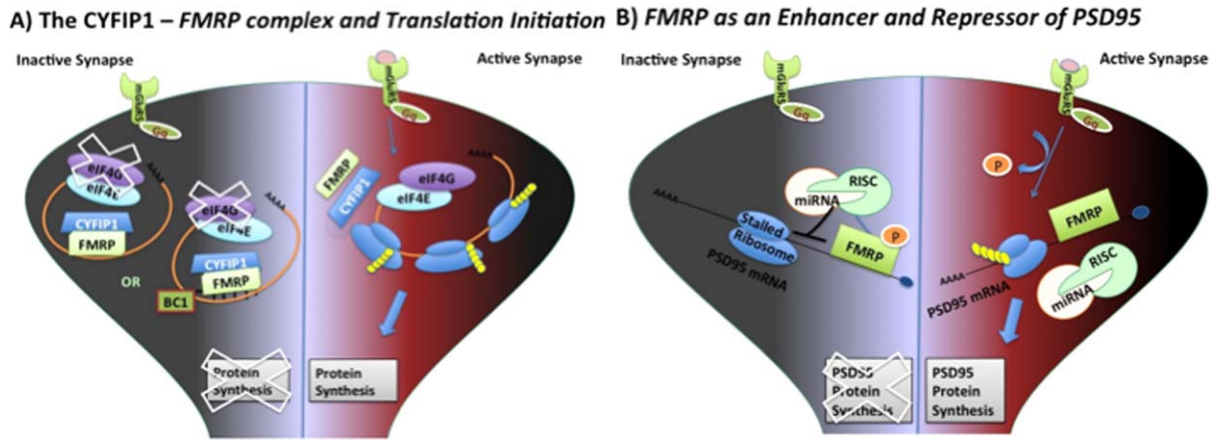 A) The CYFIP1 – FMRP complex and Translation Initiation
Inactive Synapse
Active Synapse
mGluR5
Gq
mGluR5
Gq
eIF4G
eIF4E
AAAA
CYFIP1
FMRP
OR
eIF4G
eIF4E
AAAA
CYFIP1
FMRP
BC1
FMRP
CYFIP1
eIF4G
eIF4E
AAAA
Protein
Synthesis
Protein
Synthesis
B) FMRP as an Enhancer and Repressor of PSD95
Inactive Synapse
Active Synapse
mGluR5
Gq
mGluR5
Gq
P
AAAA
RISC
miRNA
Stalled
Ribosome
PSD95 mRNA
FMRP
P
FMRP
RISC
miRNA
AAAA
PSD95 mRNA
PSD95
Protein
Synthesis
PSD95
Protein
Synthesis